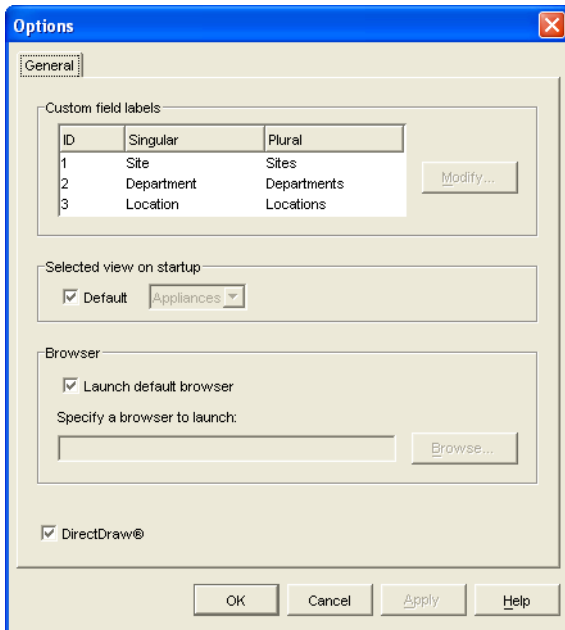 Options
General
Custom field labels
ID Singular Plural
1 Site Sites
2 Department Departments
3 Location Locations
Modify...
Selected view on startup
Default Appliances
Browser
Launch default browser
Specify a browser to launch:
Browse...
DirectDraw®
OK Cancel Apply Help